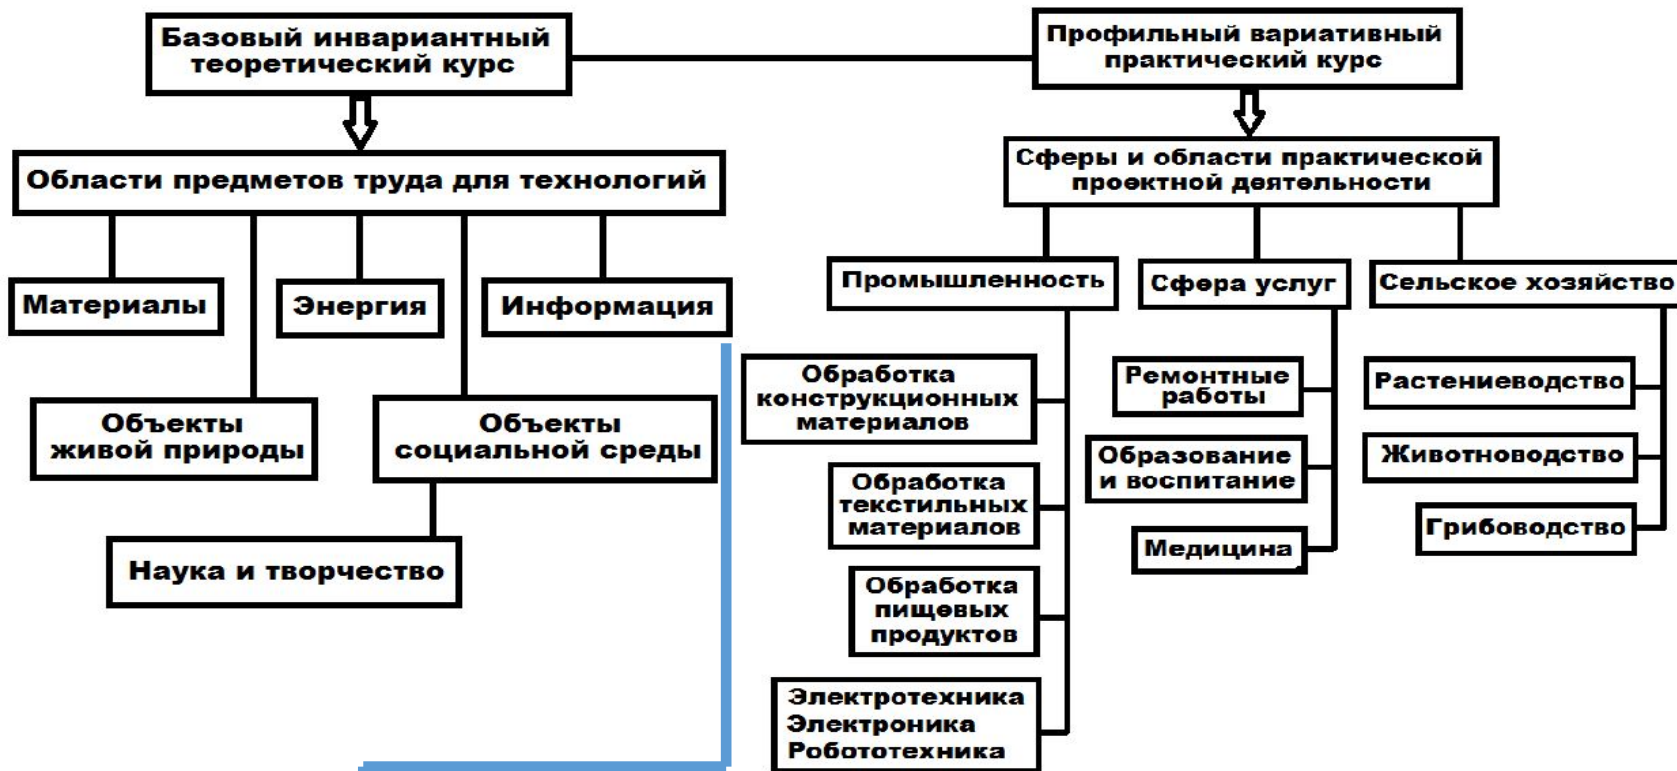 Базовый инвариантный
теоретический курс
Профильный вариативный
практический курс
Области предметов труда для технологий
Сферы и области практической
проектной деятельности
Материалы
Энергия
Информация
Объекты
живой природы
Объекты
социальной среды
Наука и творчество
Промышленность
Сфера услуг
Сельское хозяйство
Обработка
конструкционных
материалов
Обработка
текстильных
материалов
Обработка
пищевых
продуктов
Электротехника
Электроника
Робототехника
Ремонтные
работы
Образование
и воспитание
Медицина
Растениеводство
Животноводство
Грибоводство